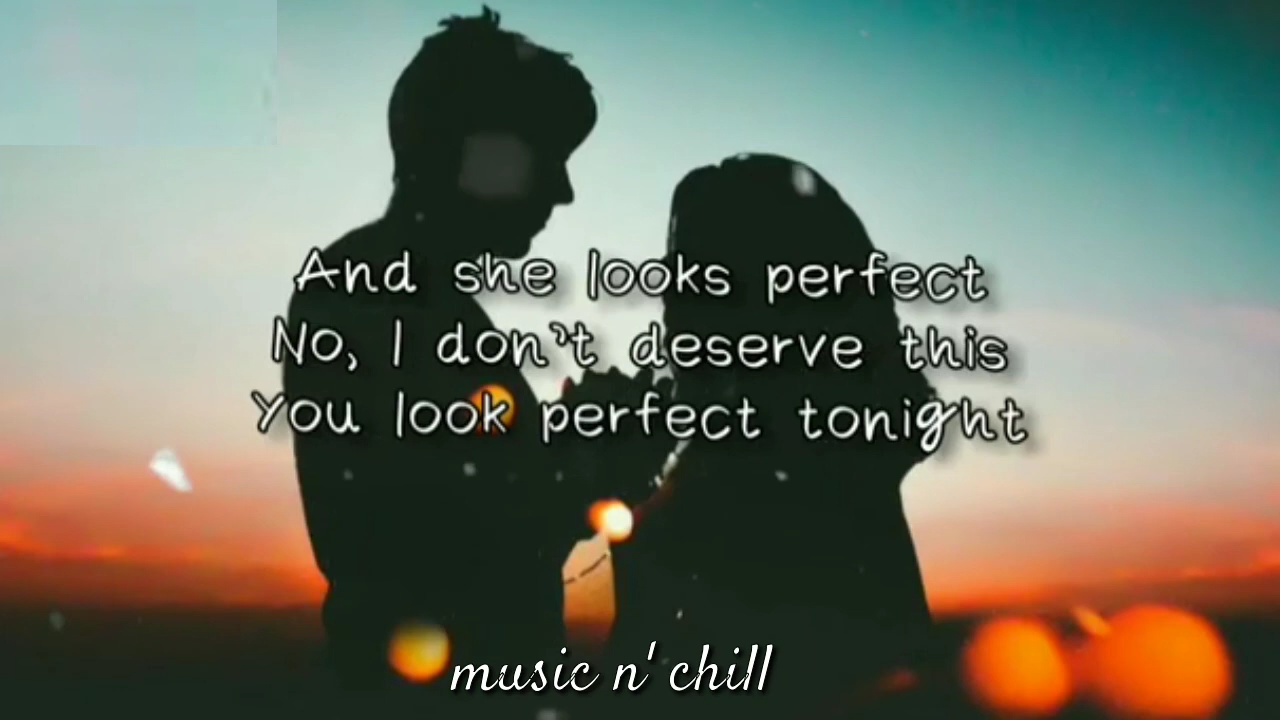 And she looks perfect
No, I don't deserve this
You look perfect tonight
music n' chill